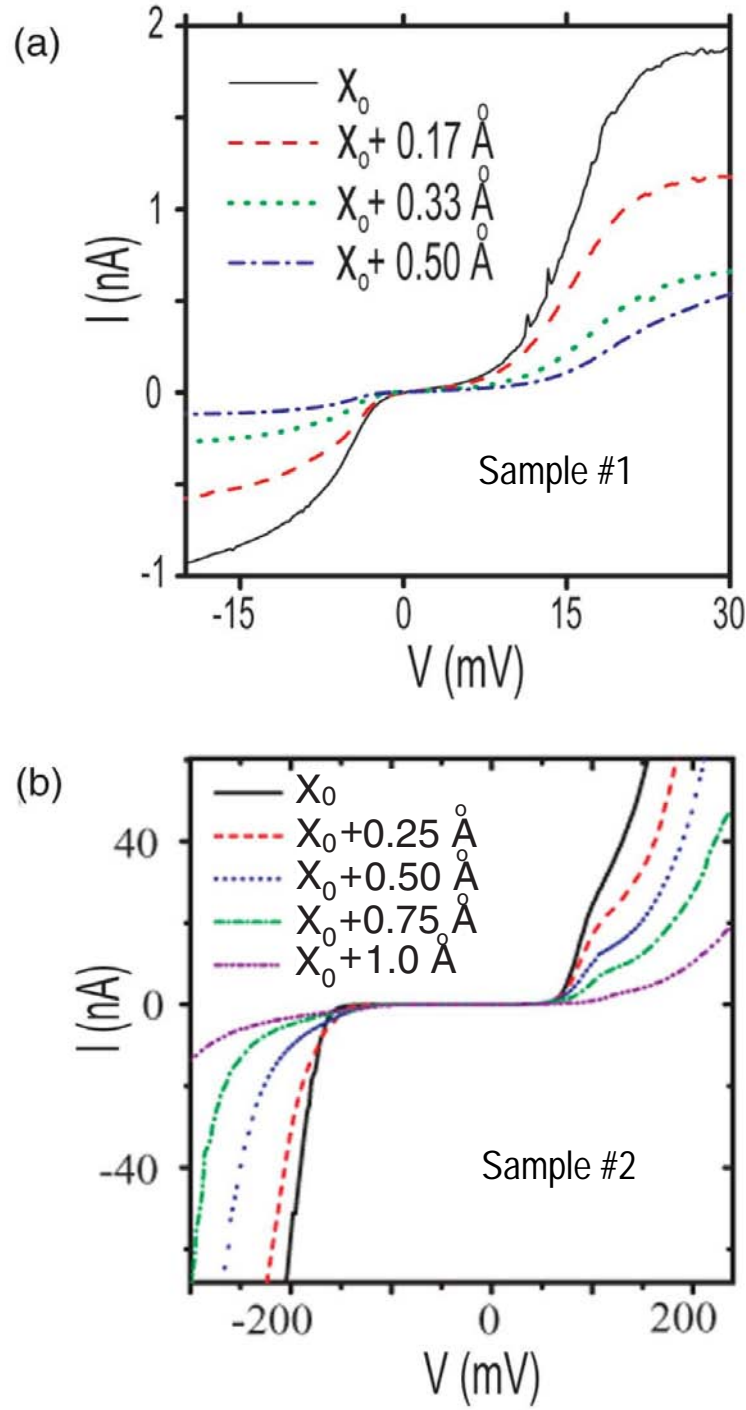 (a)
2
1
0
-1
I (nA)
X₀
X₀+ 0.17 Å
X₀+ 0.33 Å
X₀+ 0.50 Å
Sample #1
-15 0 15 30
V (mV)
(b)
40
0
-40
I (nA)
X₀
X₀+0.25 Å
X₀+0.50 Å
X₀+0.75 Å
X₀+1.0 Å
Sample #2
-200 0 200
V (mV)